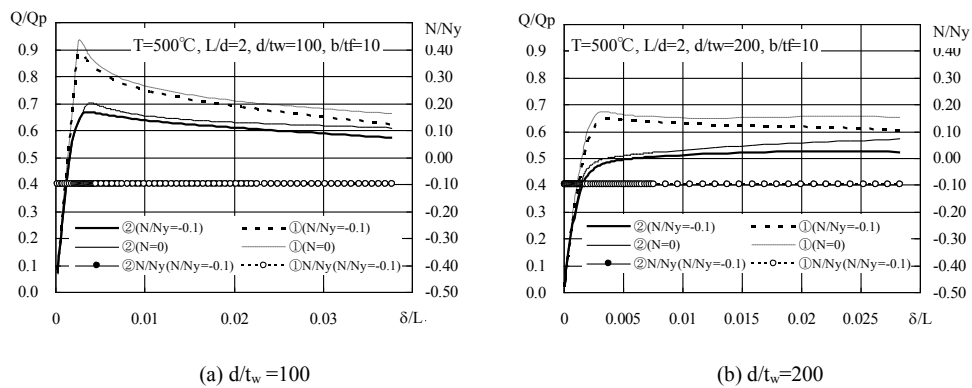 Q/Qp
N/Ny
T=500℃, L/d=2, d/tw=100, b/tf=10
0.9
0.8
0.7
0.6
0.5
0.4
0.3
0.2
0.1
0.0
0.40
0.30
0.20
0.10
0.00
-0.10
-0.20
-0.30
-0.40
-0.50
②(N/Ny=-0.1)
①(N/Ny=-0.1)
②(N=0)
①(N=0)
②N/Ny(N/Ny=-0.1)
①N/Ny(N/Ny=-0.1)
0
0.01
0.02
0.03
δ/L
(a) d/tw =100
Q/Qp
N/Ny
T=500℃, L/d=2, d/tw=200, b/tf=10
0.9
0.8
0.7
0.6
0.5
0.4
0.3
0.2
0.1
0.0
0.40
0.30
0.20
0.10
0.00
-0.10
-0.20
-0.30
-0.40
-0.50
②(N/Ny=-0.1)
①(N/Ny=-0.1)
②(N=0)
①(N=0)
②N/Ny(N/Ny=-0.1)
①N/Ny(N/Ny=-0.1)
0
0.005
0.01
0.015
0.02
0.025
δ/L
(b) d/tw=200